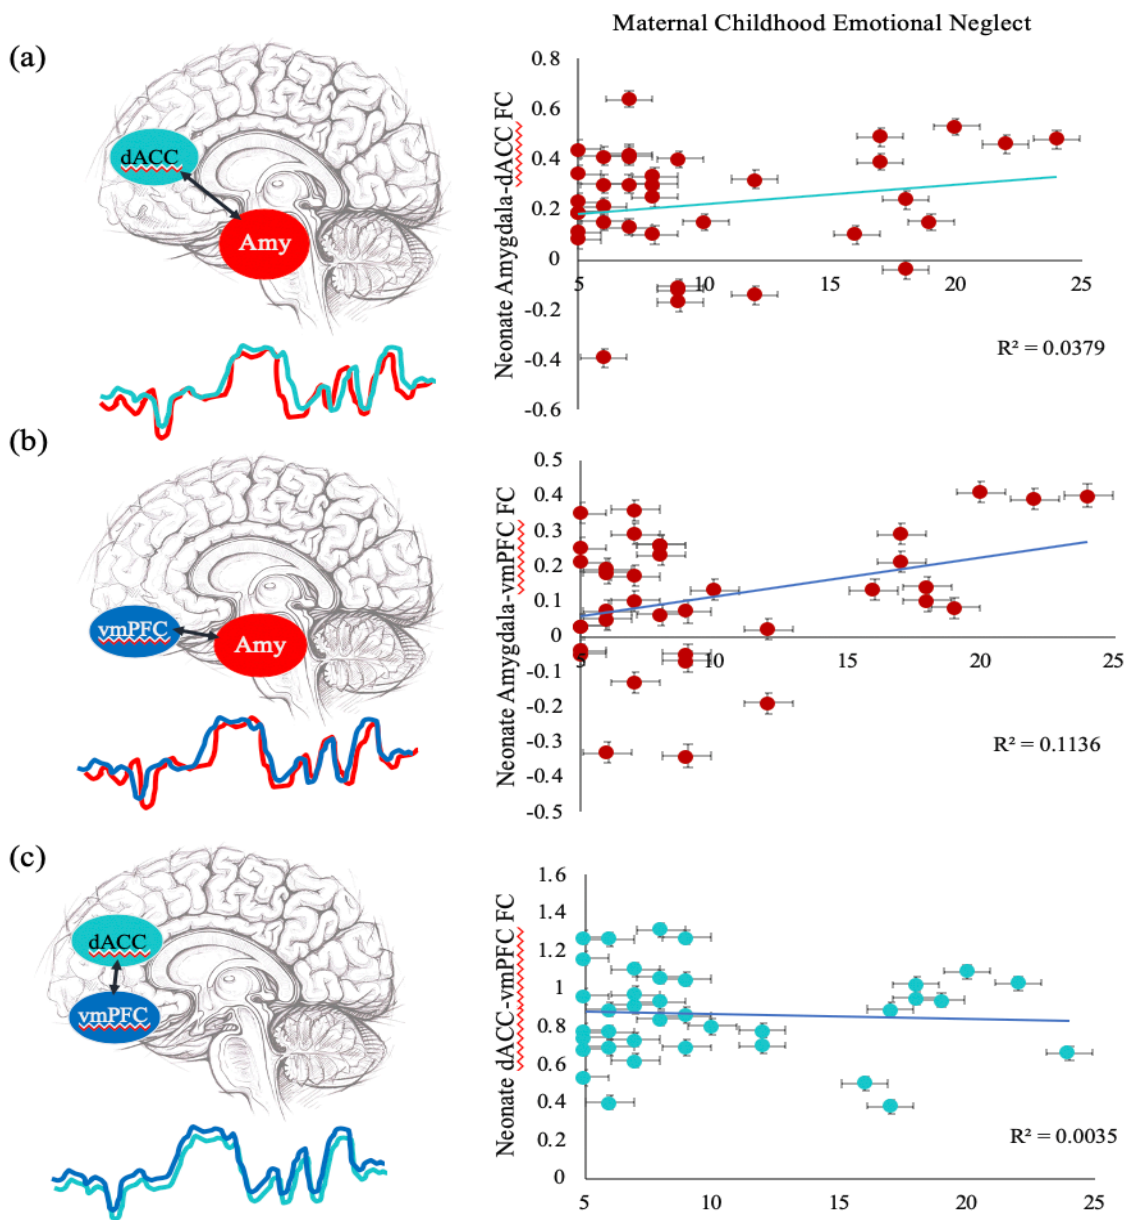 Maternal Childhood Emotional Neglect
(a)
dACC
Amy
Neonate Amygdala-dACC FC
0.8
0.6
0.4
0.2
0
-0.2
-0.4
-0.6
5
10
15
20
25
R² = 0.0379
(b)
vmPFC
Amy
Neonate Amygdala-vmPFC FC
0.5
0.4
0.3
0.2
0.1
0
-0.1
-0.2
-0.3
-0.4
-0.5
5
10
15
20
25
R² = 0.1136
(c)
dACC
vmPFC
Neonate dACC-vmPFC FC
1.6
1.4
1.2
1
0.8
0.6
0.4
0.2
0
5
10
15
20
25
R² = 0.0035